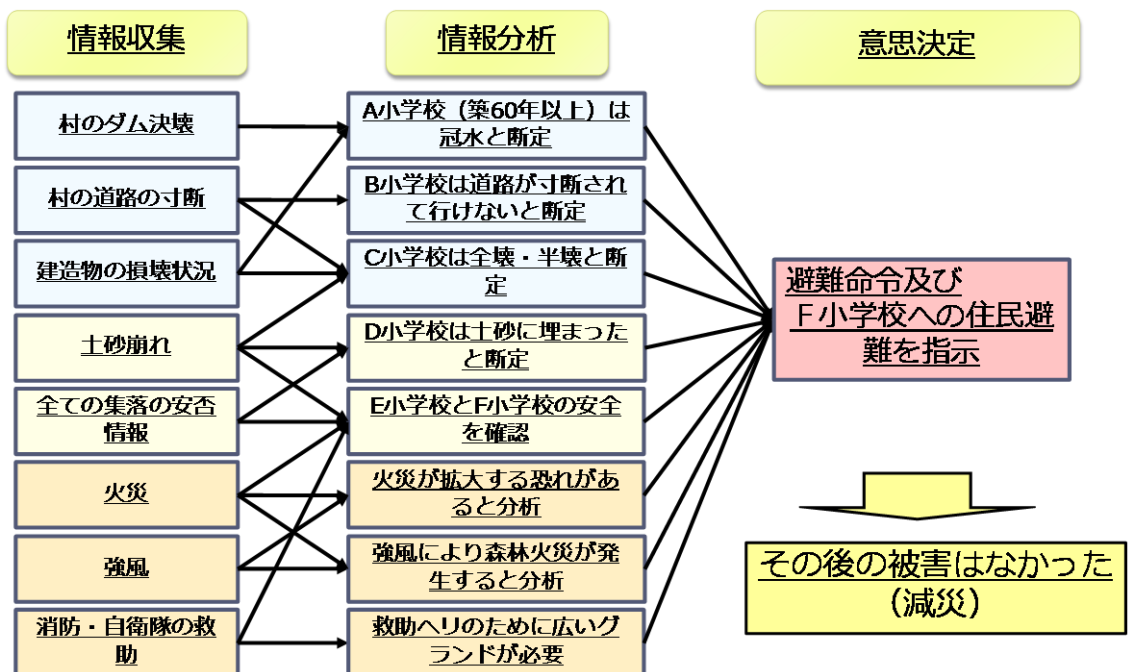 情報収集
情報分析
意思決定
村のダム決壊
村の道路の寸断
建造物の損壊状況
土砂崩れ
全ての集落の安否
情報
火災
強風
消防・自衛隊の救
助
A小学校（築60年以上）は
冠水と断定
B小学校は道路が寸断され
て行けないと断定
C小学校は全壊・半壊と断
定
D小学校は土砂に埋まった
と断定
E小学校とF小学校の安全
を確認
火災が拡大する恐れがあ
ると分析
強風により森林火災が発
生すると分析
救助ヘリのために広いグ
ランドが必要
避難命令及び
Ｆ小学校への住民避
難を指示
その後の被害はなかった
（減災）